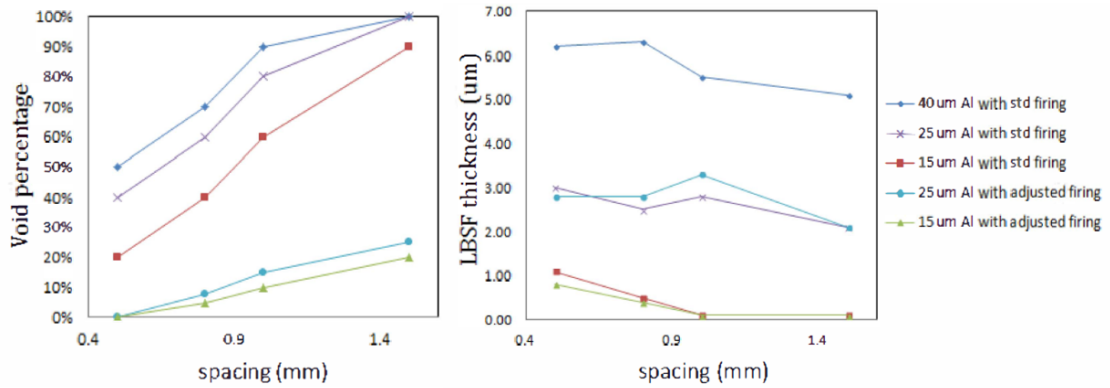 100%
90%
80%
70%
60%
50%
40%
30%
20%
10%
0%
Void percentage
0.4
0.9
1.4
spacing (mm)
7.00
6.00
5.00
4.00
3.00
2.00
1.00
0.00
LBSF thickness (um)
0.4
0.9
1.4
spacing (mm)
40 um Al with std firing
25 um Al with std firing
15 um Al with std firing
25 um Al with adjusted firing
15 um Al with adjusted firing